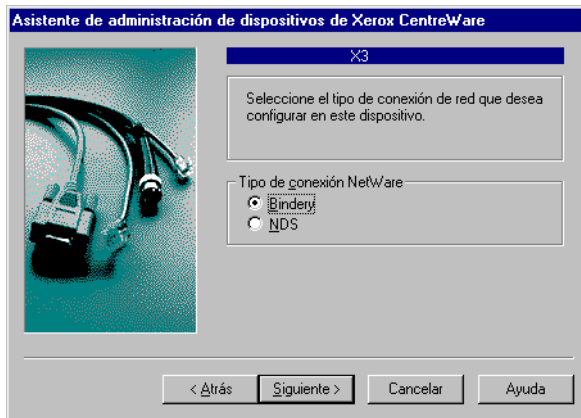 Asistente de administración de dispositivos de Xerox CentreWare
X3
Seleccione el tipo de conexión de red que desea
configurar en este dispositivo.
Tipo de conexión NetWare
Bindery
NDS
< Atrás Siguiente > Cancelar Ayuda